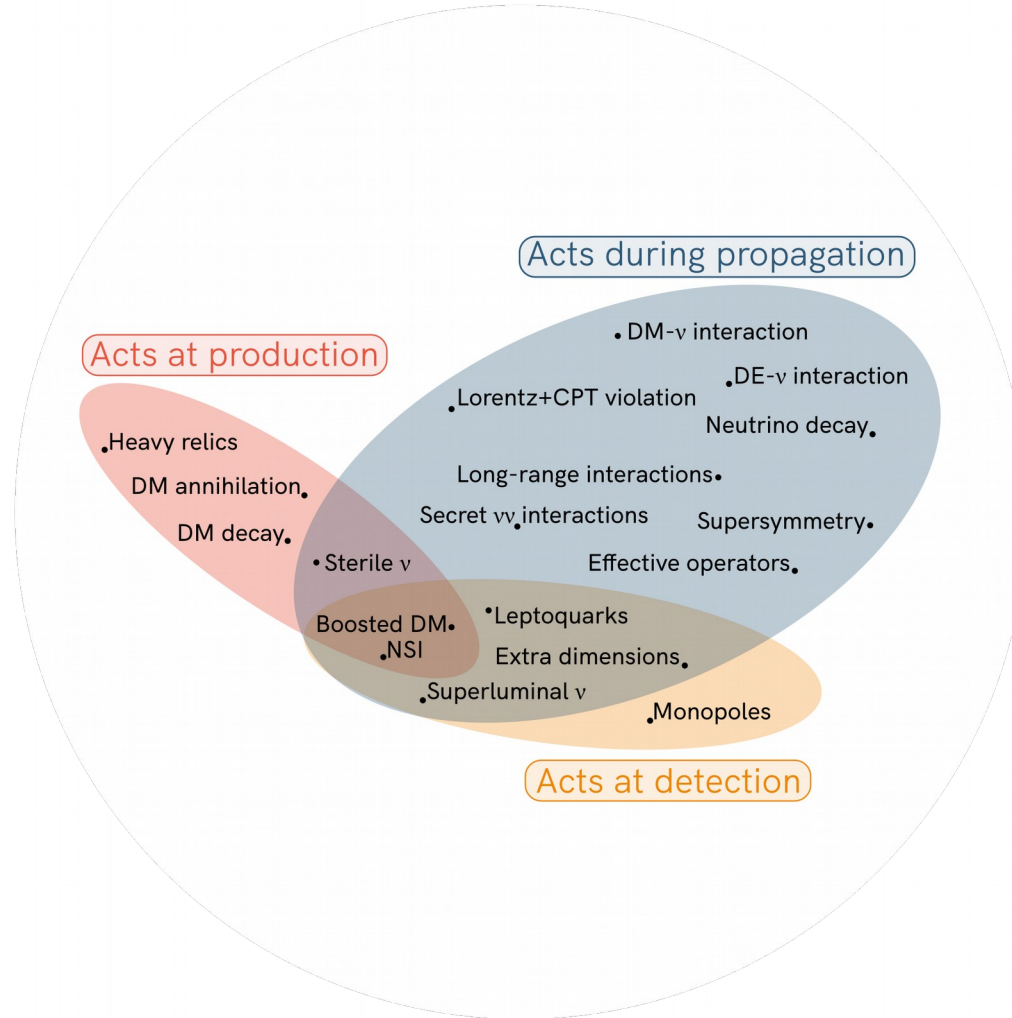 Acts during propagation
DM-ν interaction
Acts at production
DE-ν interaction
Lorentz+CPT violation
Neutrino decay
Heavy relics
Long-range interactions
DM annihilation
Secret νν interactions
Supersymmetry
DM decay
Sterile ν
Effective operators
Leptoquarks
Boosted DM
NSI
Extra dimensions
Superluminal ν
Monopoles
Acts at detection